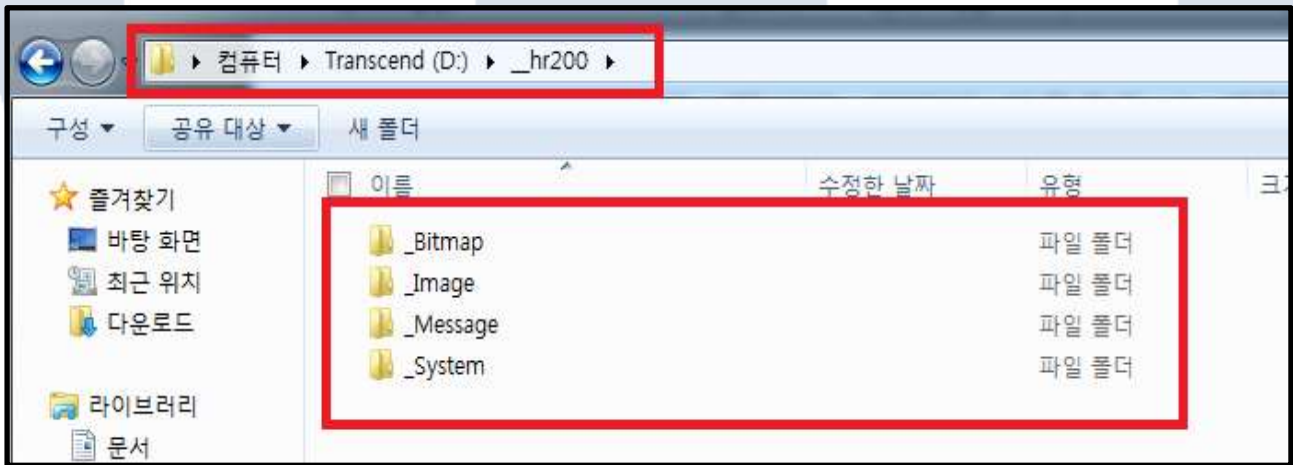 컴퓨터 ▸ Transcend (D:) ▸ __hr200 ▸
구성 ▾ 공유 대상 ▾ 새 폴더
이름 수정한 날짜 유형
즐겨찾기
바탕 화면
최근 위치
다운로드
라이브러리
문서
_Bitmap 파일 폴더
_Image 파일 폴더
_Message 파일 폴더
_System 파일 폴더